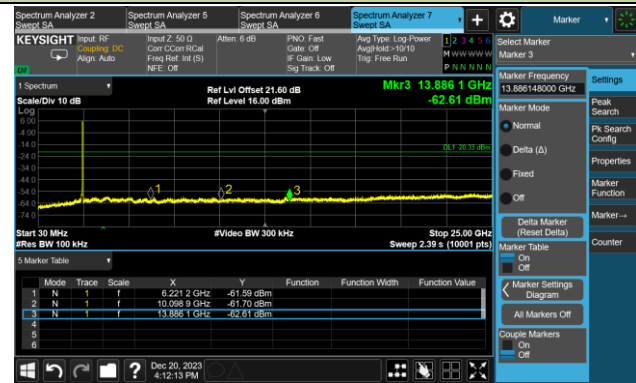 Spectrum Analyzer 2
Swept SA
Spectrum Analyzer 5
Swept SA
Spectrum Analyzer 6
Swept SA
Spectrum Analyzer 7
Swept SA
+
Marker
KEYSIGHT
Input: RF
Coupling: DC
Align: Auto
Input Z: 50 Ω
Corr CCorr RCal
Freq Ref: Int (S)
NFE: Off
Atten: 6 dB
PNO: Fast
Gate: Off
IF Gain: Low
Sig Track: Off
Avg Type: Log-Power
Avg|Hold:>10/10
Trig: Free Run
1 2 3 4 5 6
M W W W W W
P N N N N N
Select Marker
Marker 3
LXI
1 Spectrum
Scale/Div 10 dB
Log
Ref Lvl Offset 21.60 dB
Ref Level 16.00 dBm
Mkr3 13.886 1 GHz
-62.61 dBm
6.00
-4.00
-14.0
-24.0
-34.0
-44.0
-54.0
-64.0
-74.0
DL1 -20.33 dBm
1
2
3
Start 30 MHz
#Res BW 100 kHz
#Video BW 300 kHz
Stop 25.00 GHz
Sweep 2.39 s (10001 pts)
5 Marker Table
Mode Trace Scale X Y Function Function Width Function Value
1 N 1 f 6.221 2 GHz -61.59 dBm
2 N 1 f 10.098 9 GHz -61.70 dBm
3 N 1 f 13.886 1 GHz -62.61 dBm
4
5
6
Marker Frequency
13.886148000 GHz
Marker Mode
Normal
Delta (Δ)
Fixed
Off
Delta Marker
(Reset Delta)
Marker Table
On
Off
Marker Settings
Diagram
All Markers Off
Couple Markers
On
Off
Settings
Peak
Search
Pk Search
Config
Properties
Marker
Function
Marker→
Counter
?
Dec 20, 2023
4:12:13 PM